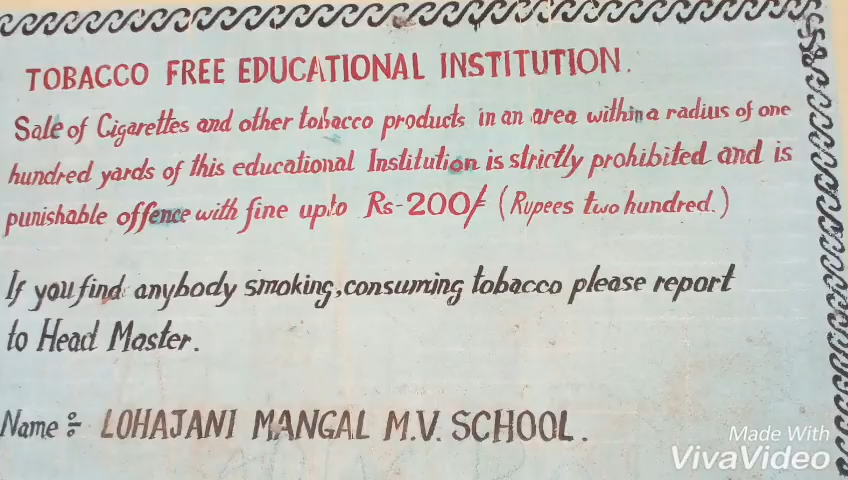 TOBACCO FREE EDUCATIONAL INSTITUTION.
Sale of Cigarettes and other tobacco products in an area within a radius of one
hundred yards of this educational Institution is strictly prohibited and is
punishable offence with fine upto Rs-200/- (Rupees two hundred.)
If you find anybody smoking,consuming tobacco please report
to Head Master.
Name ÷ LOHAJANI MANGAL M.V. SCHOOL.
Made With
VivaVideo